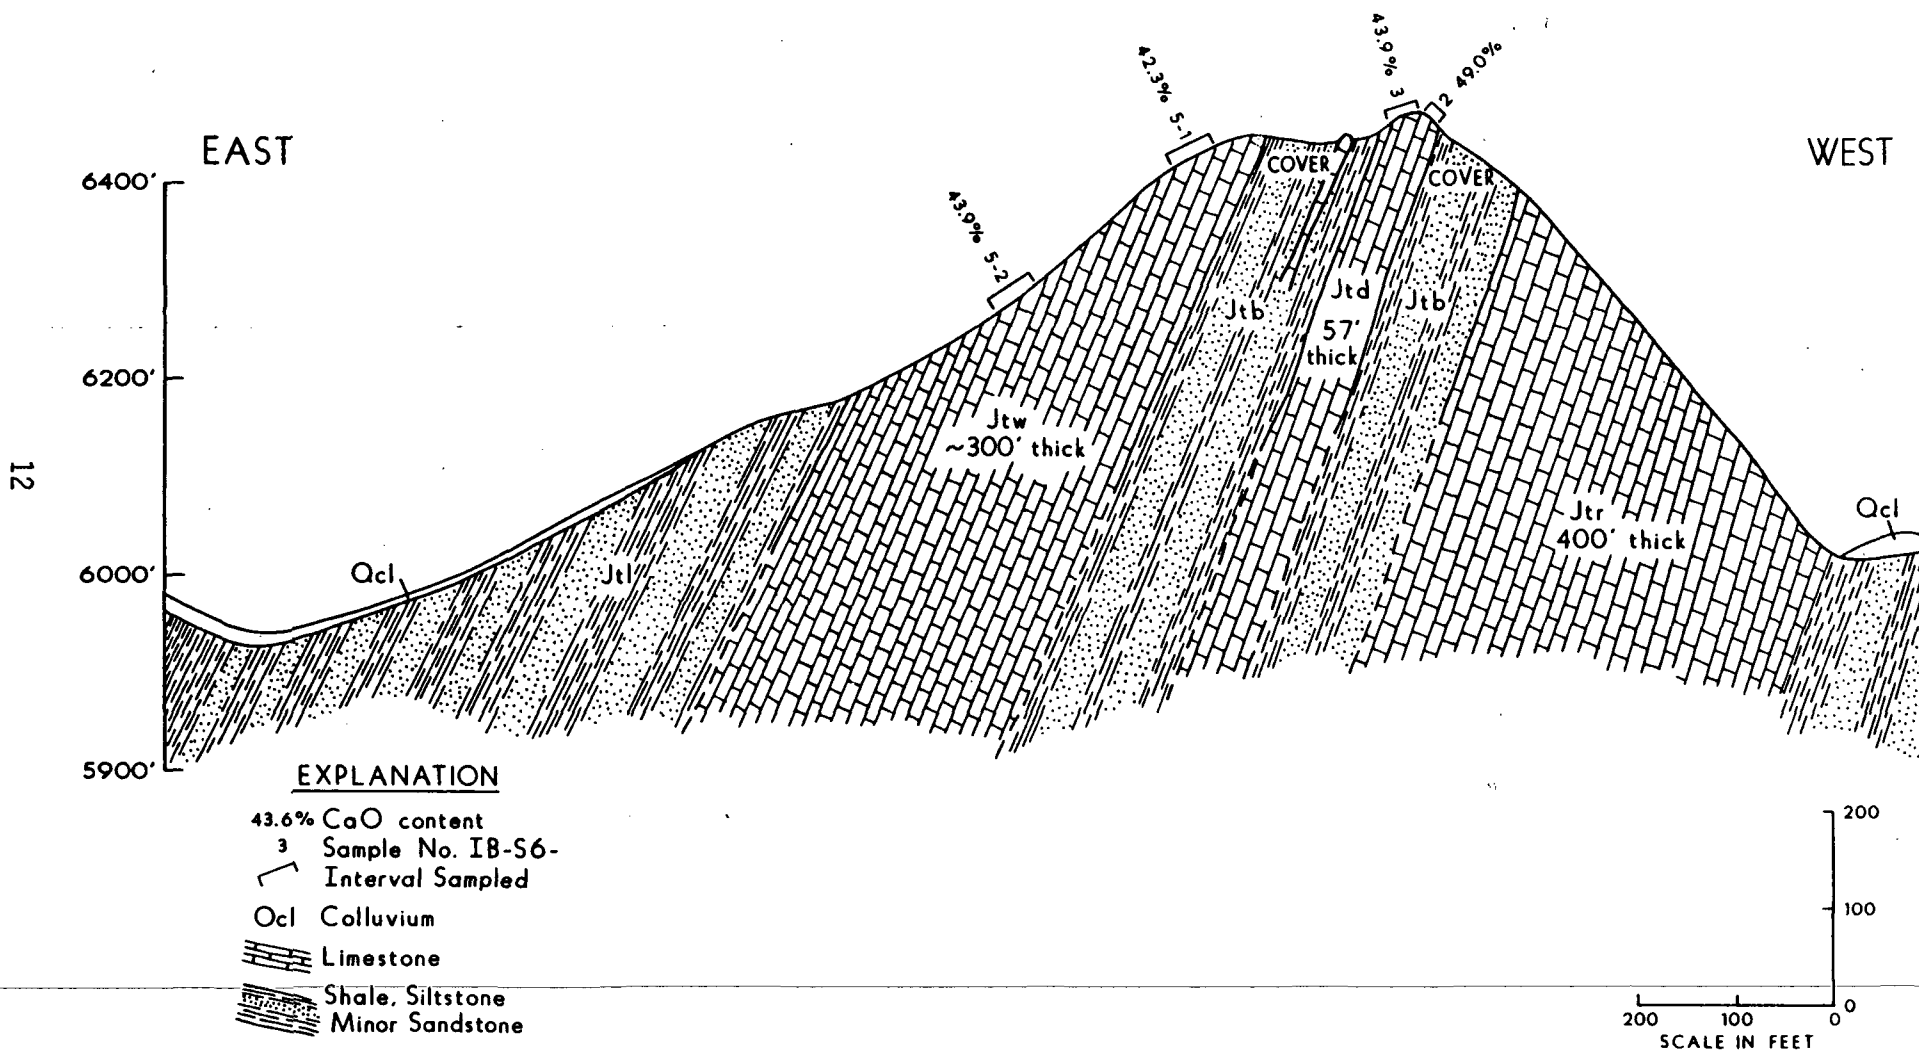 EAST
WEST
43.9% 5-2
42.3% 5-1
43.9% 3
2 49.0%
6400'
6200'
6000'
5900'
COVER
COVER
Jtb
Jtd
57'
thick
Jtb
Jtw
~300' thick
Jtr
400' thick
Qcl
Qcl
Jtl
12
EXPLANATION
43.6% CaO content
3 Sample No. IB-S6-
Interval Sampled
Qcl Colluvium
Limestone
Shale, Siltstone
Minor Sandstone
200
100
0
200 100 0
SCALE IN FEET